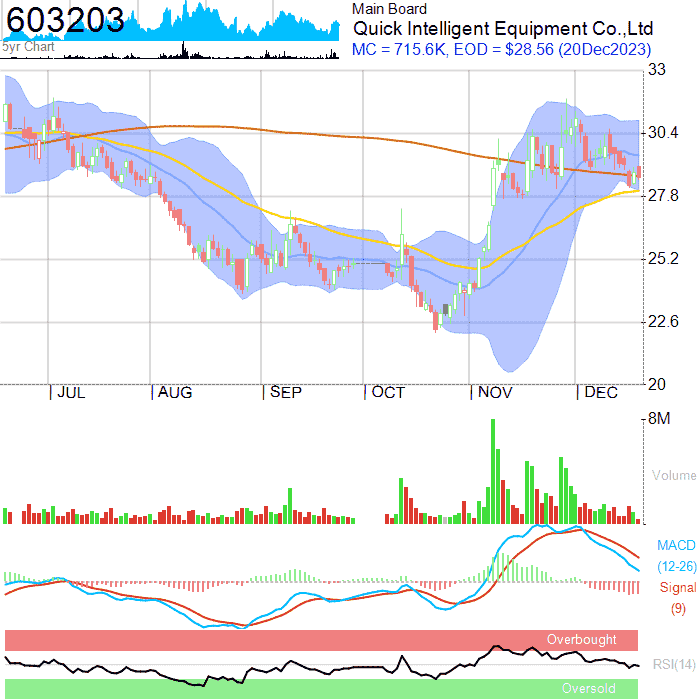 603203
Main Board
Quick Intelligent Equipment Co.,Ltd
MC = 715.6K, EOD = $28.56 (20Dec2023)
5yr Chart
33
30.4
27.8
25.2
22.6
20
JUL AUG SEP OCT NOV DEC
8M
Volume
MACD
(12-26)
Signal
(9)
Overbought
RSI(14)
Oversold